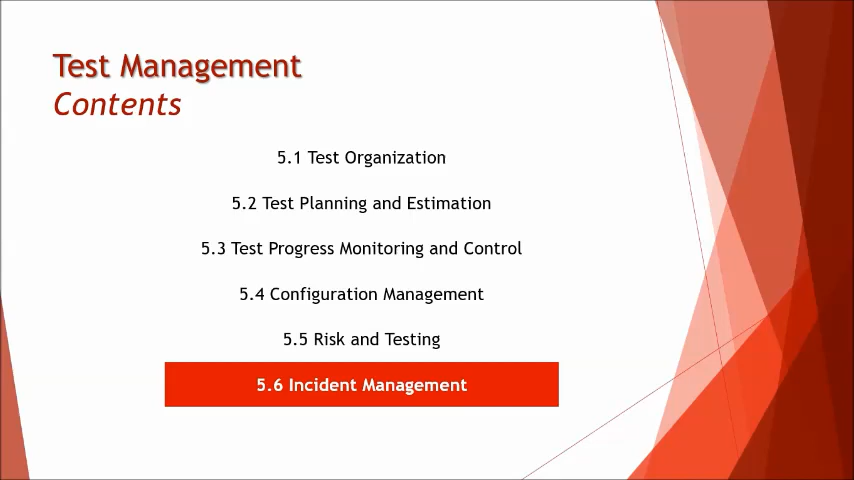 Test Management
Contents
5.1 Test Organization
5.2 Test Planning and Estimation
5.3 Test Progress Monitoring and Control
5.4 Configuration Management
5.5 Risk and Testing
5.6 Incident Management